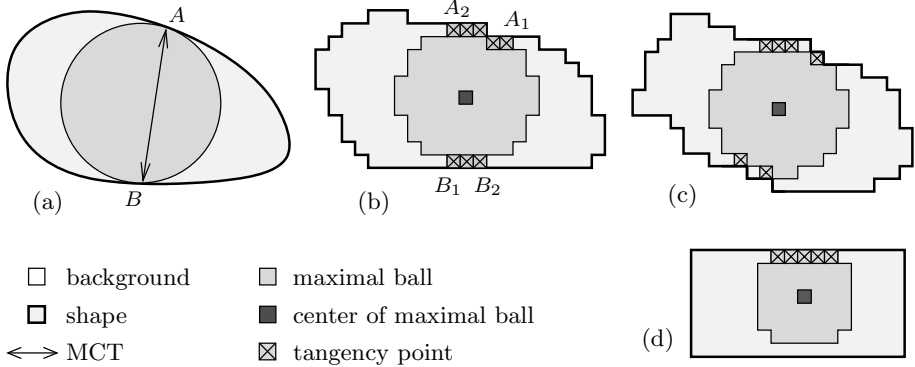 A
B
(a)
A2 A1
B1 B2
(b)
(c)
background
shape
MCT
maximal ball
center of maximal ball
tangency point
(d)